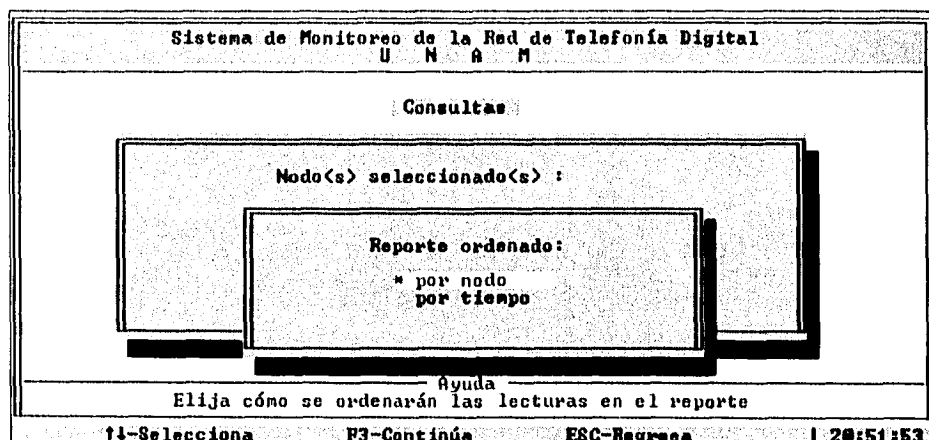 Sistema de Monitoreo de la Red de Telefonía Digital
U N A M
Consultas
Nodo(s) seleccionado(s) :
Reporte ordenado:
* por nodo
por tiempo
Ayuda
Elija cómo se ordenarán las lecturas en el reporte
↑↓-Selecciona F3-Continúa ESC-Regresa | 20:51:53